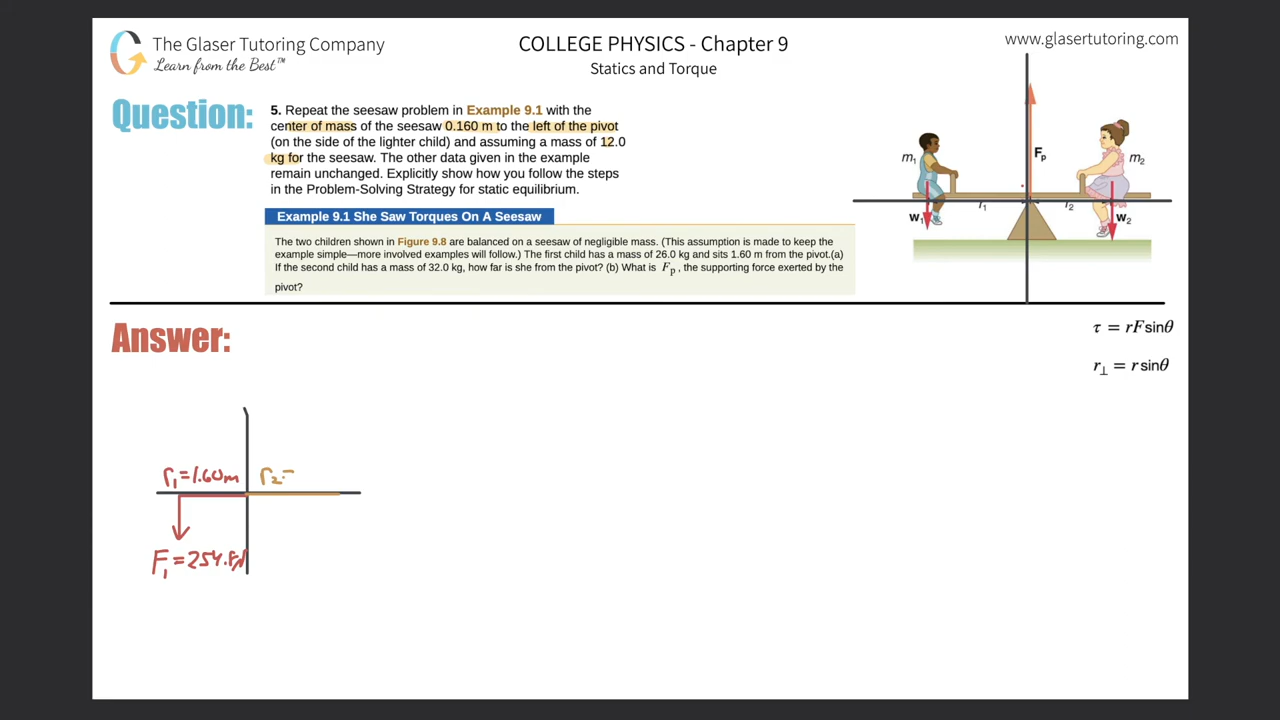 The Glaser Tutoring Company
Learn from the Best™
COLLEGE PHYSICS - Chapter 9
Statics and Torque
www.glasertutoring.com
Question:
5. Repeat the seesaw problem in Example 9.1 with the
center of mass of the seesaw 0.160 m to the left of the pivot
(on the side of the lighter child) and assuming a mass of 12.0
kg for the seesaw. The other data given in the example
remain unchanged. Explicitly show how you follow the steps
in the Problem-Solving Strategy for static equilibrium.
Example 9.1 She Saw Torques On A Seesaw
The two children shown in Figure 9.8 are balanced on a seesaw of negligible mass. (This assumption is made to keep the
example simple—more involved examples will follow.) The first child has a mass of 26.0 kg and sits 1.60 m from the pivot.(a)
If the second child has a mass of 32.0 kg, how far is she from the pivot? (b) What is Fp, the supporting force exerted by the
pivot?
Fp
m1
m2
r1
r2
w1
w2
Answer:
τ = rF sinθ
r⊥ = r sinθ
r1=1.60m
r2=
F1=254.8N